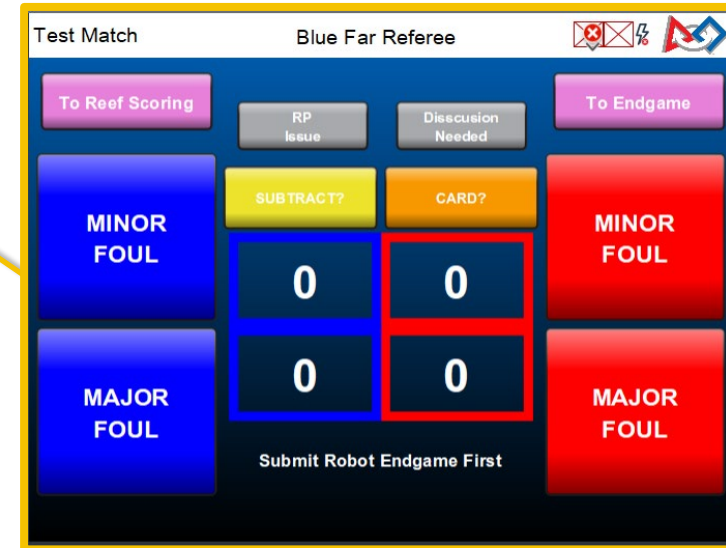 Test Match
Blue Far Referee
To Reef Scoring
RP
Issue
Disscusion
Needed
To Endgame
SUBTRACT?
CARD?
MINOR
FOUL
0
0
MINOR
FOUL
MAJOR
FOUL
0
0
MAJOR
FOUL
Submit Robot Endgame First